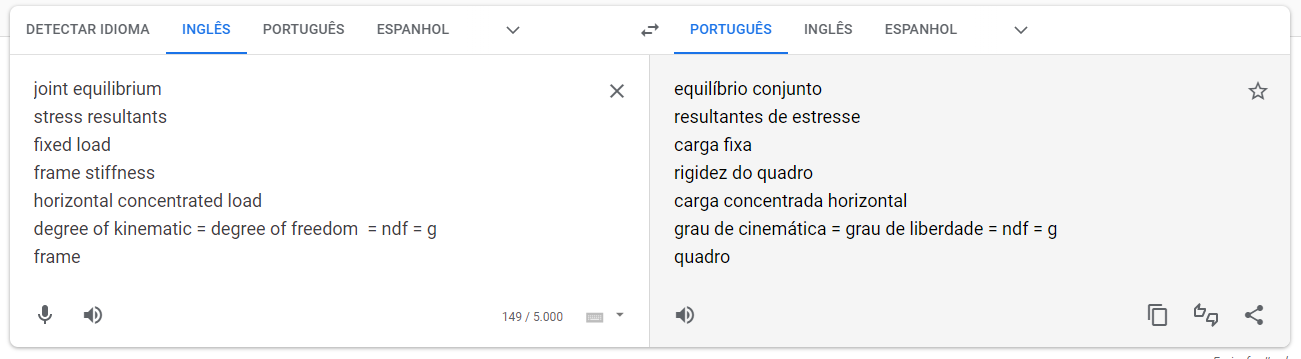 DETECTAR IDIOMA INGLÊS PORTUGUÊS ESPANHOL
PORTUGUÊS INGLÊS ESPANHOL
joint equilibrium
stress resultants
fixed load
frame stiffness
horizontal concentrated load
degree of kinematic = degree of freedom  = ndf = g
frame
149 / 5.000
equilíbrio conjunto
resultantes de estresse
carga fixa
rigidez do quadro
carga concentrada horizontal
grau de cinemática = grau de liberdade = ndf = g
quadro